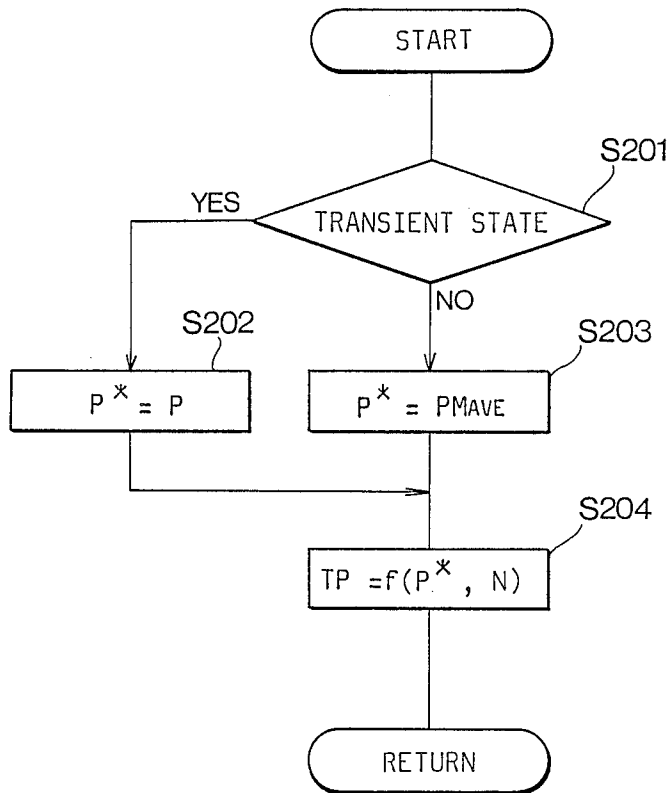 START
S201
YES
TRANSIENT STATE
NO
S202
S203
P* = P
P* = PMAVE
S204
TP =f(P*, N)
RETURN